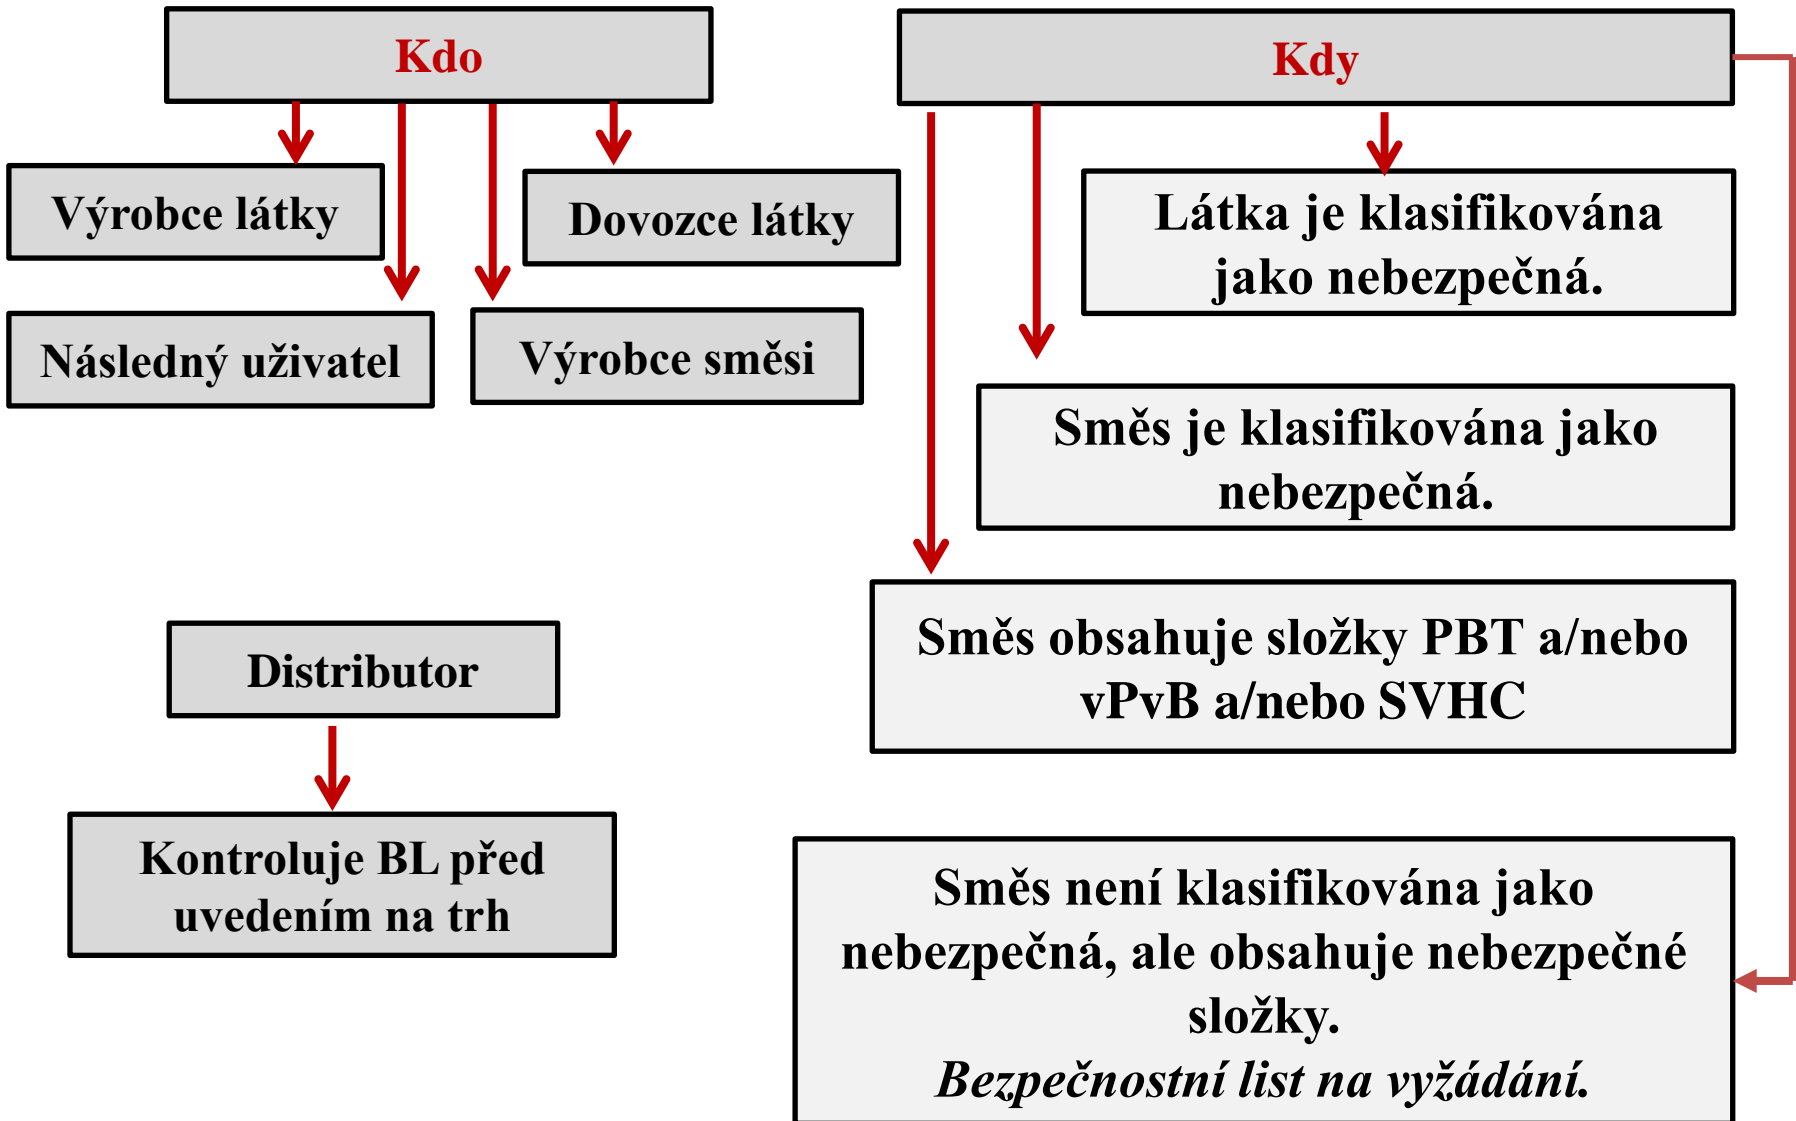 Kdo
Výrobce látky
Dovozce látky
Následný uživatel
Výrobce směsi
Distributor
Kontroluje BL před
uvedením na trh
Kdy
Látka je klasifikována
jako nebezpečná.
Směs je klasifikována jako
nebezpečná.
Směs obsahuje složky PBT a/nebo
vPvB a/nebo SVHC
Směs není klasifikována jako
nebezpečná, ale obsahuje nebezpečné
složky.
Bezpečnostní list na vyžádání.